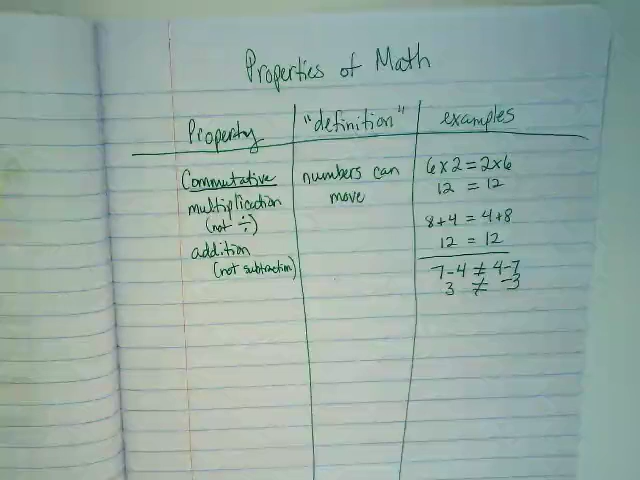 Properties of Math
Property "definition" examples
Commutative numbers can 6x2 = 2x6
multiplication move 12 = 12
(not ÷) 8+4 = 4+8
addition 12 = 12
(not subtraction) 7-4 ≠ 4-7
3 ≠ -3